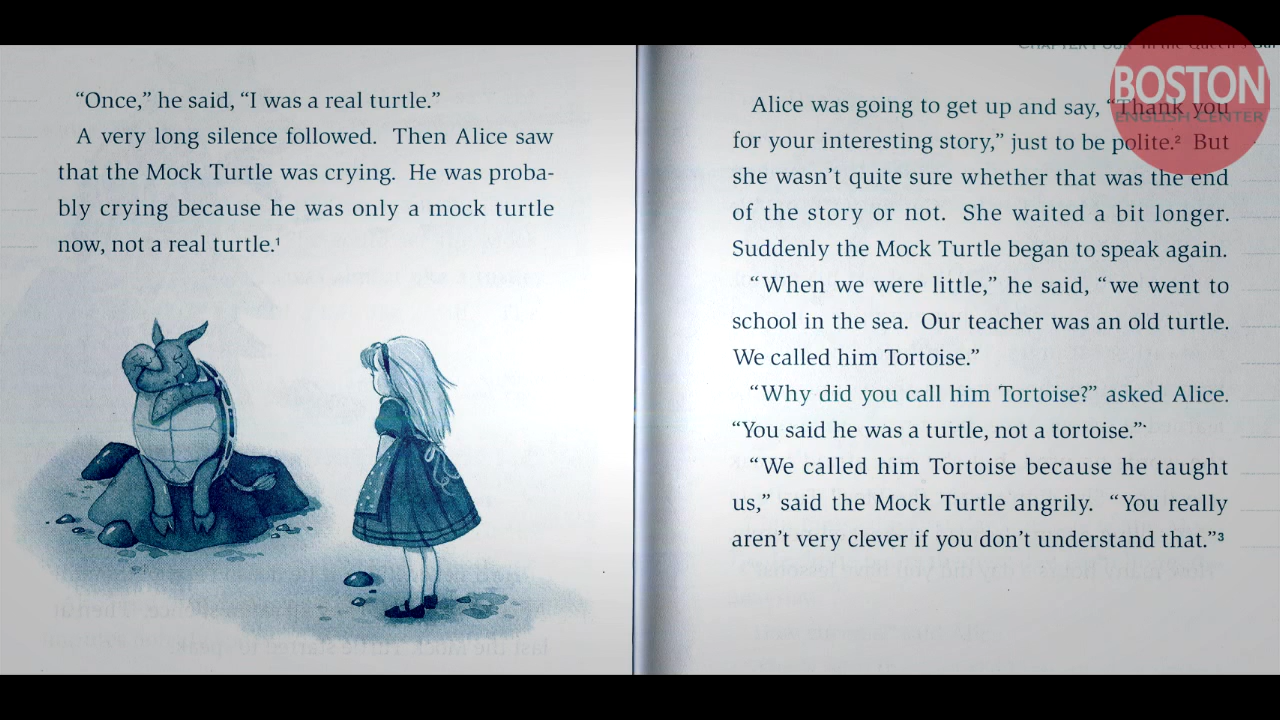 “Once,” he said, “I was a real turtle.”
A very long silence followed. Then Alice saw
that the Mock Turtle was crying. He was proba-
bly crying because he was only a mock turtle
now, not a real turtle.¹
BOSTON
ENGLISH CENTER
Alice was going to get up and say, “Thank you
for your interesting story,” just to be polite.² But
she wasn’t quite sure whether that was the end
of the story or not. She waited a bit longer.
Suddenly the Mock Turtle began to speak again.
“When we were little,” he said, “we went to
school in the sea. Our teacher was an old turtle.
We called him Tortoise.”
“Why did you call him Tortoise?” asked Alice.
“You said he was a turtle, not a tortoise.”
“We called him Tortoise because he taught
us,” said the Mock Turtle angrily. “You really
aren’t very clever if you don’t understand that.”³